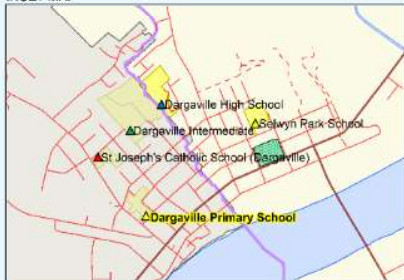 Dargaville High School
Selwyn Park School
Dargaville Intermediate
St Joseph's Catholic School (Dargaville)
Dargaville Primary School